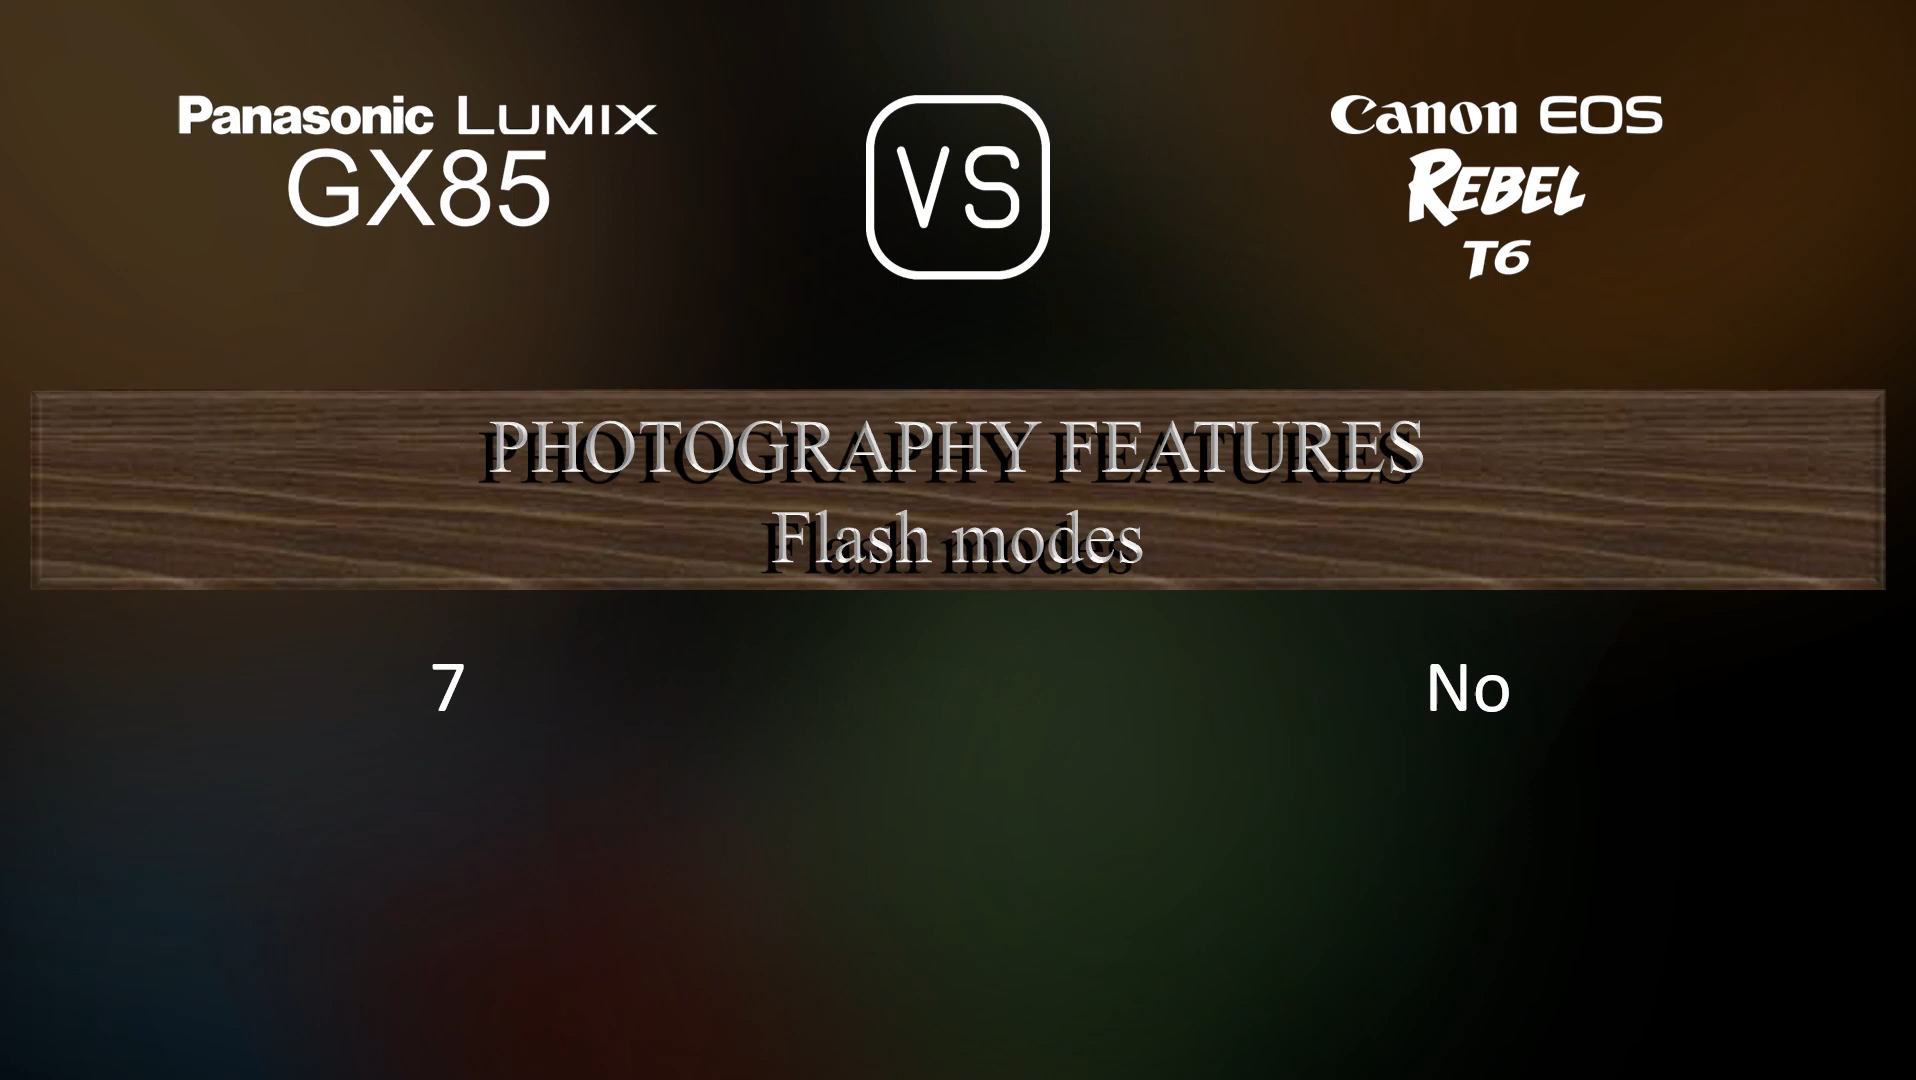 Panasonic LUMIX
GX85
VS
Canon EOS
REBEL
T6
PHOTOGRAPHY FEATURES
Flash modes
7
No